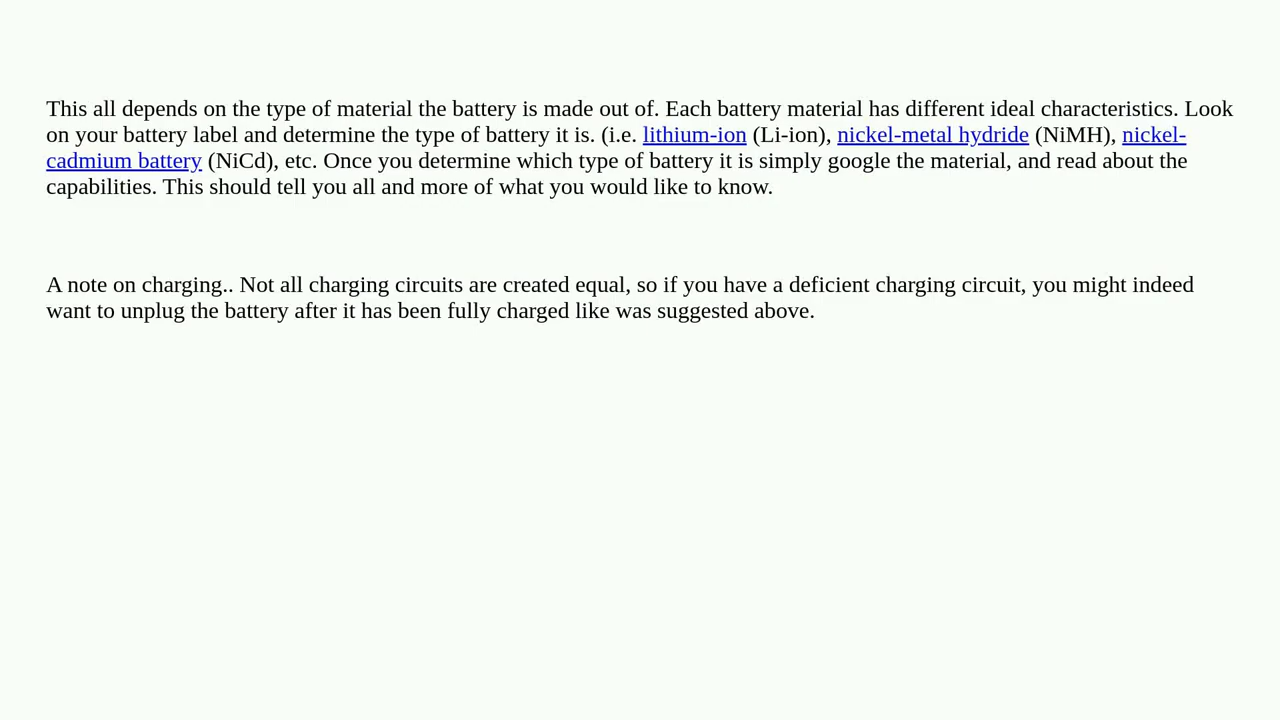 This all depends on the type of material the battery is made out of. Each battery material has different ideal characteristics. Look
on your battery label and determine the type of battery it is. (i.e. lithium-ion (Li-ion), nickel-metal hydride (NiMH), nickel-
cadmium battery (NiCd), etc. Once you determine which type of battery it is simply google the material, and read about the
capabilities. This should tell you all and more of what you would like to know.
A note on charging.. Not all charging circuits are created equal, so if you have a deficient charging circuit, you might indeed
want to unplug the battery after it has been fully charged like was suggested above.